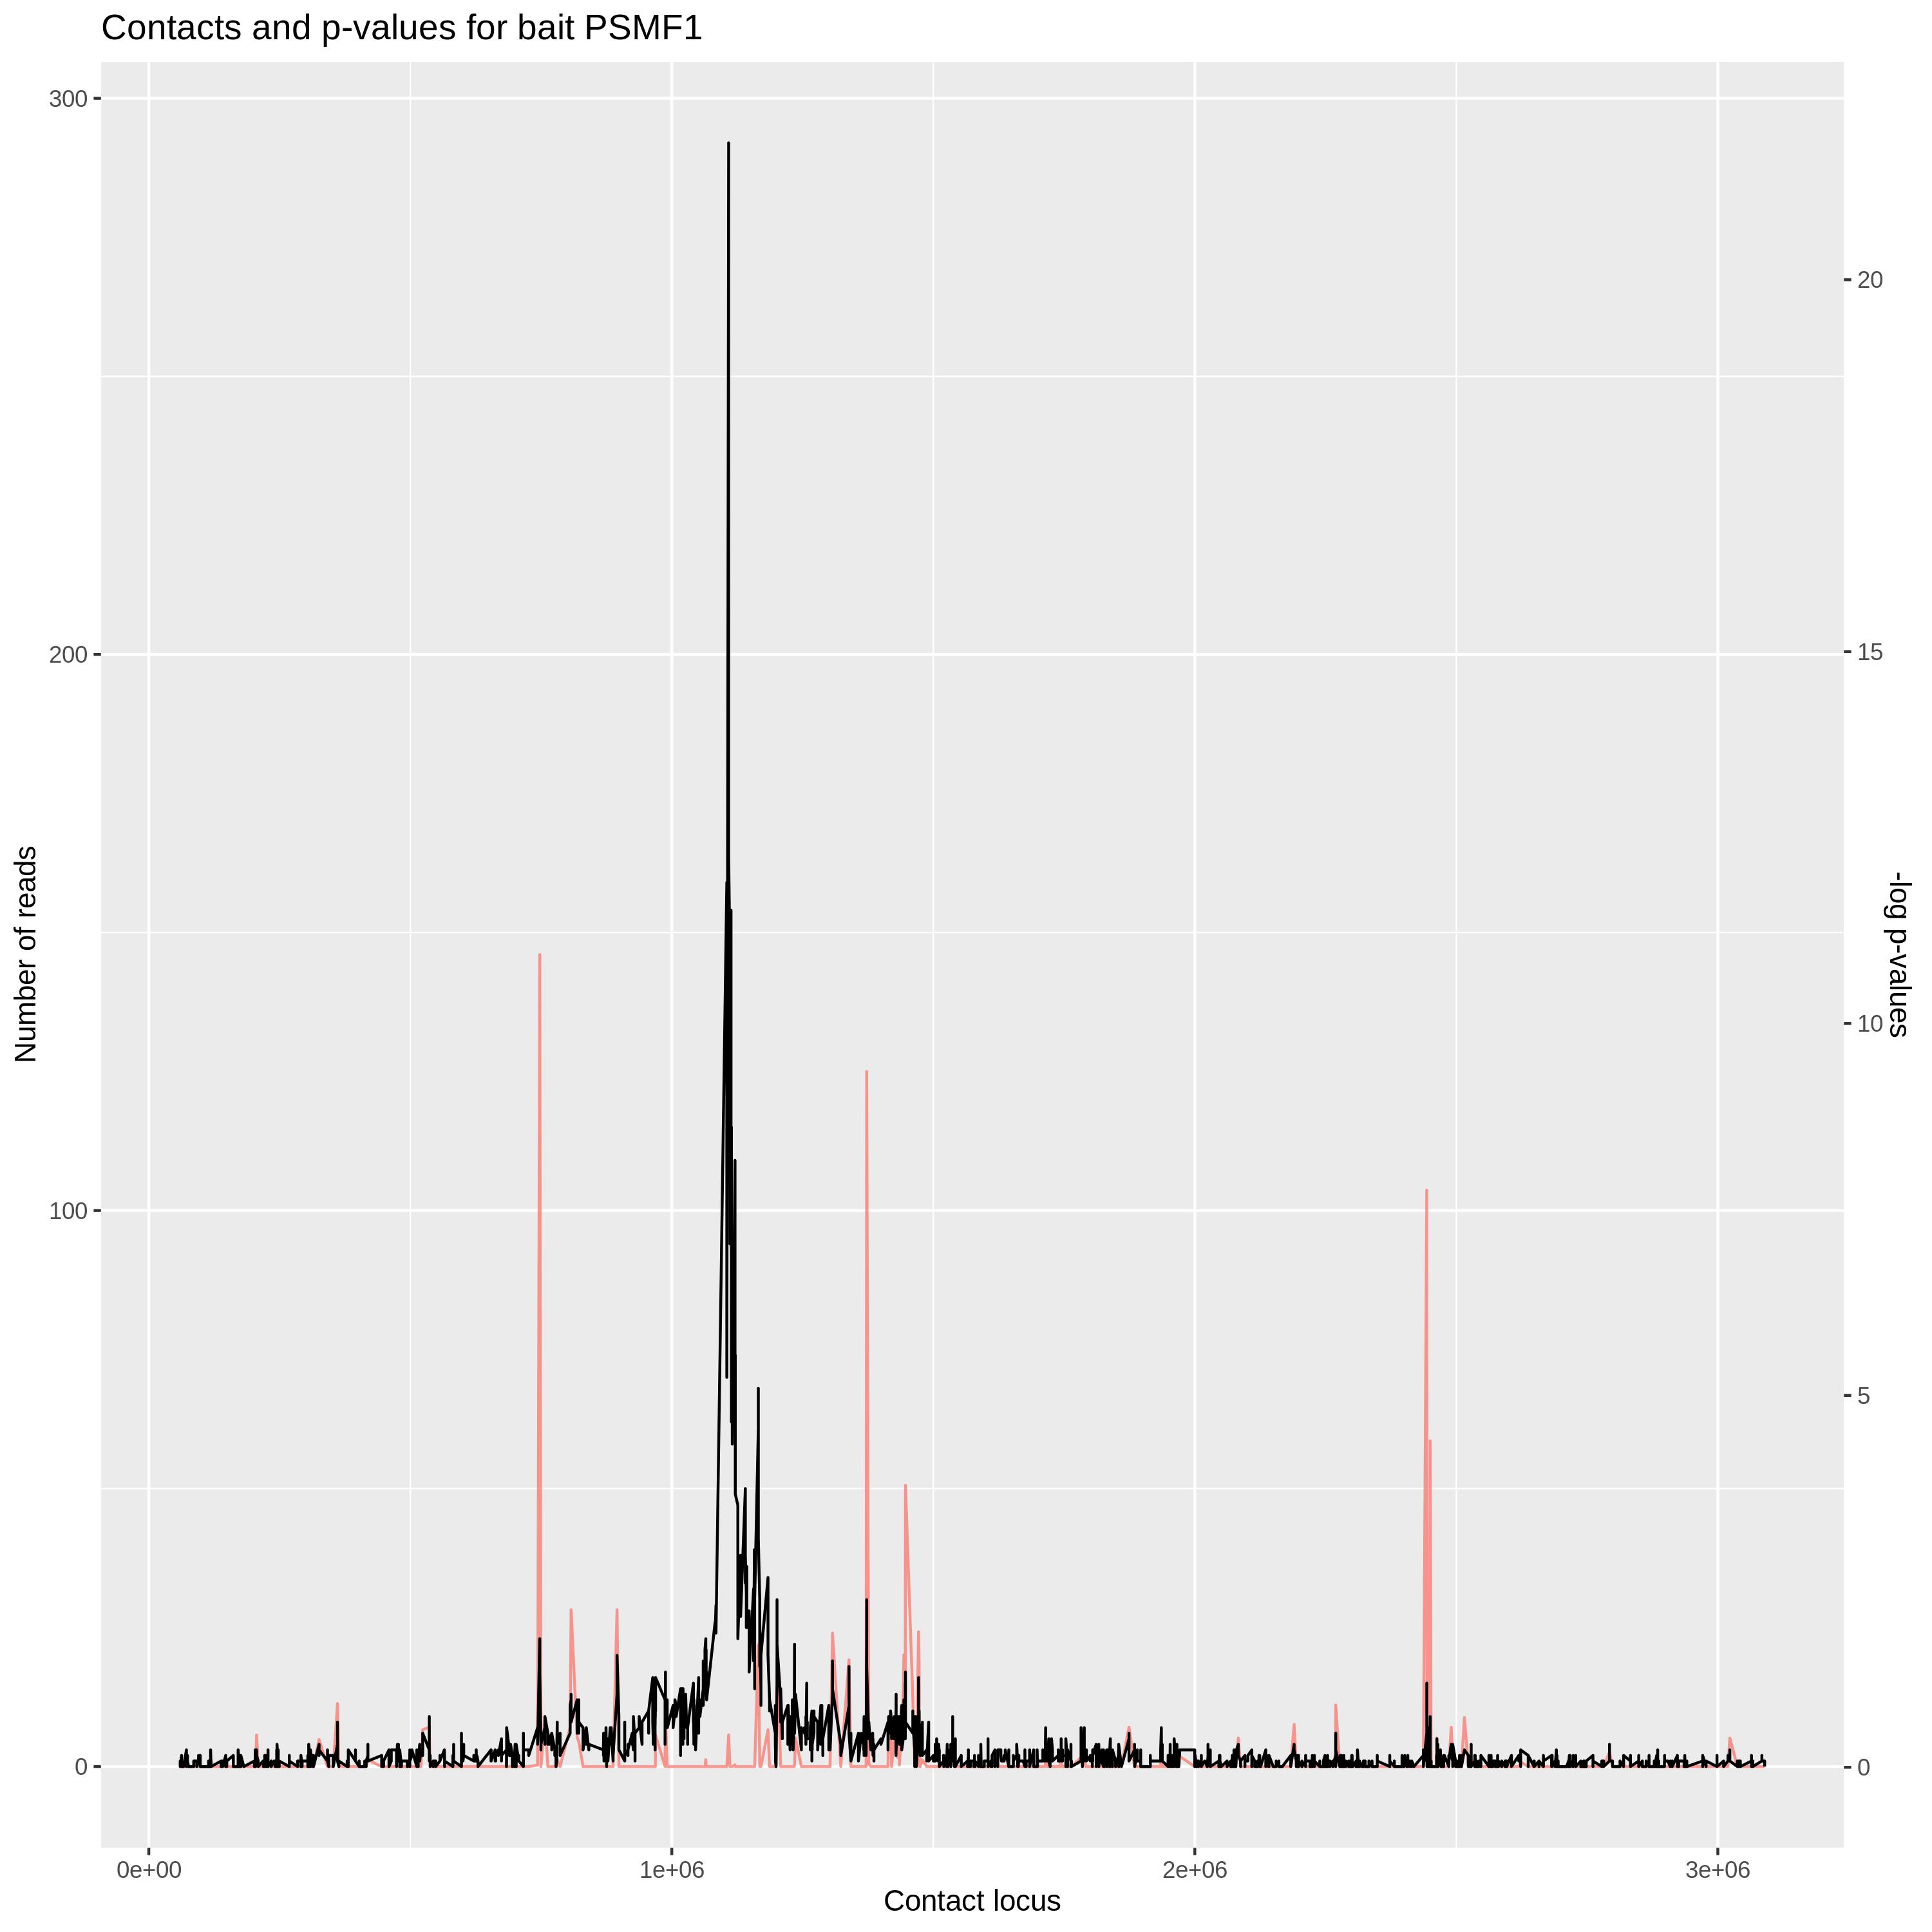 Contacts and p-values for bait PSMF1
300
200
100
0
Number of reads
20
15
10
5
0
-log p-values
0e+00
1e+06
2e+06
3e+06
Contact locus